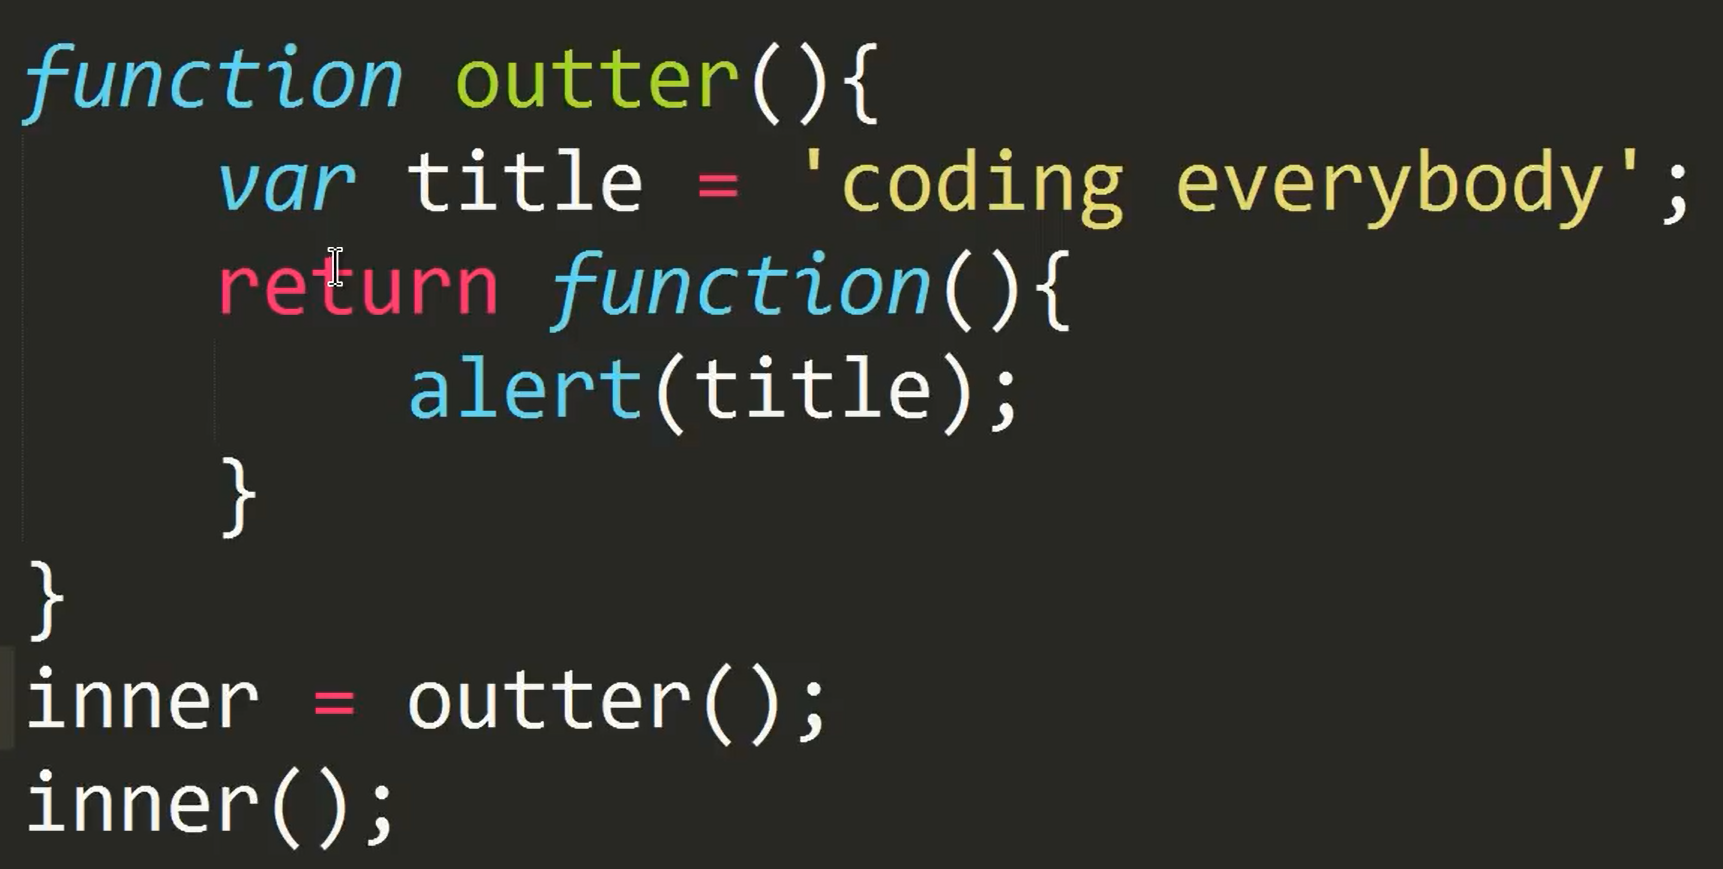 function outter(){
    var title = 'coding everybody';
    return function(){
        alert(title);
    }
}
inner = outter();
inner();